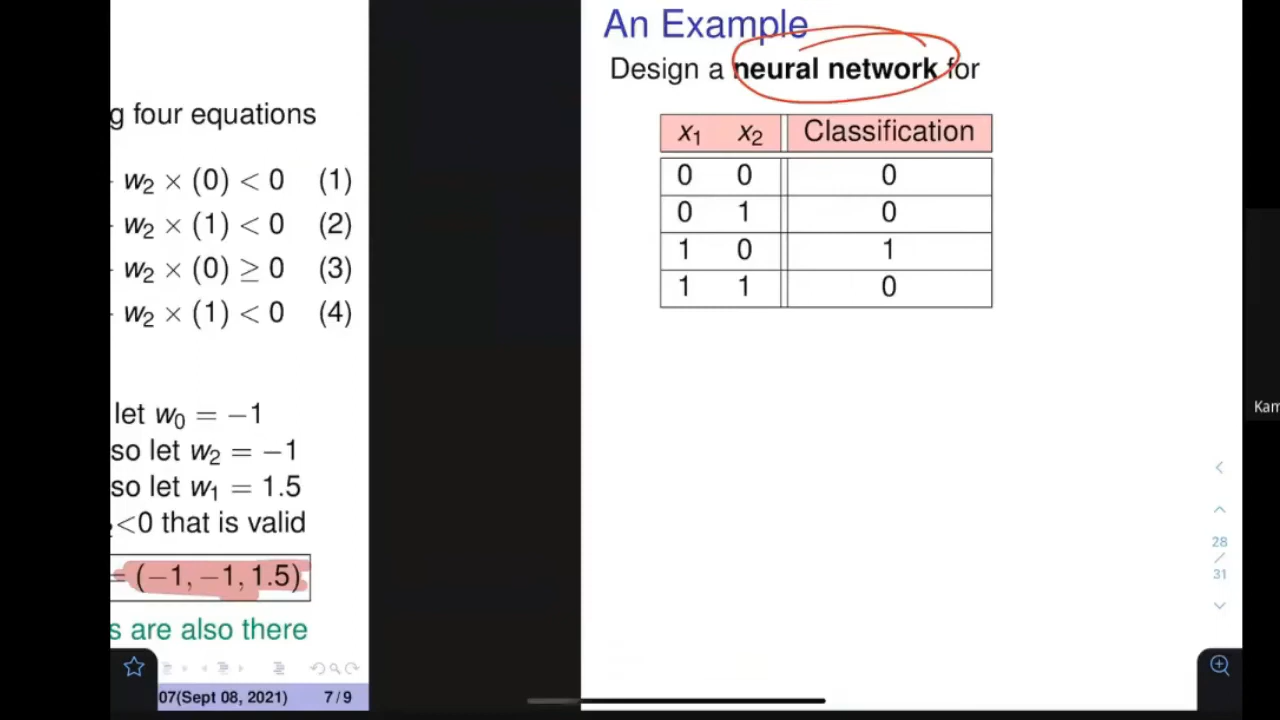 g four equations
w₂ × (0) < 0 (1)
w₂ × (1) < 0 (2)
w₂ × (0) ≥ 0 (3)
w₂ × (1) < 0 (4)
let w₀ = −1
so let w₂ = −1
so let w₁ = 1.5
<0 that is valid
= (−1, −1, 1.5)
s are also there
07(Sept 08, 2021) 7/9
An Example
Design a neural network for
x₁ x₂ Classification
0 0 0
0 1 0
1 0 1
1 1 0
Kam
28
/
31